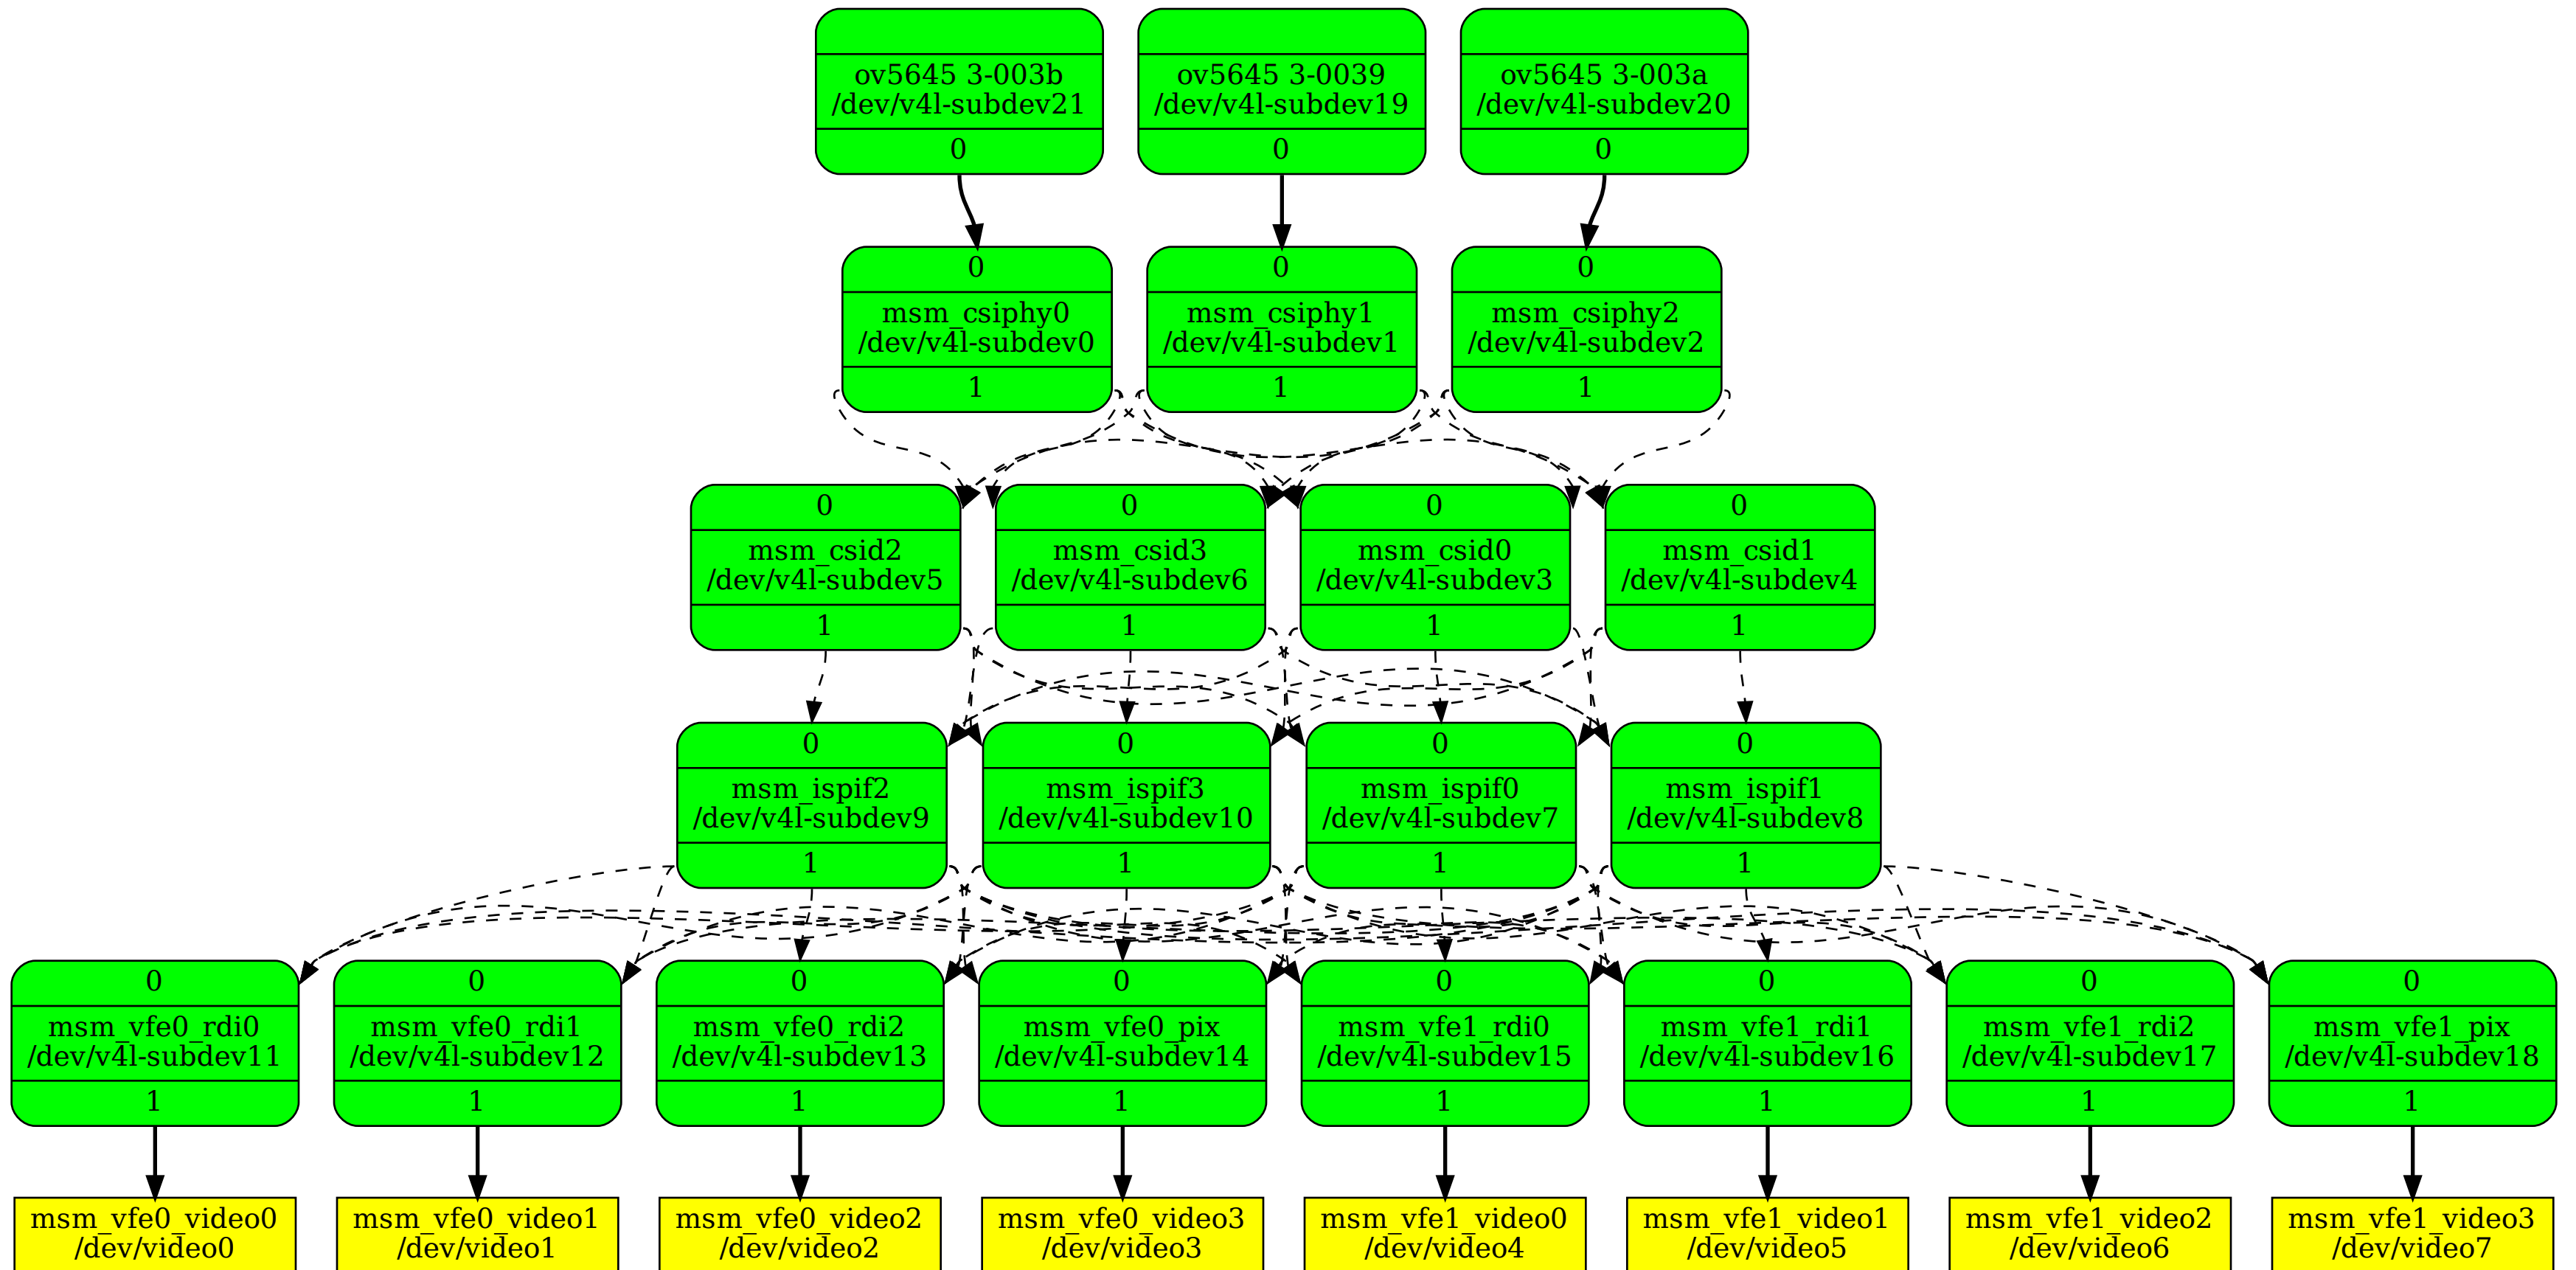 ov5645 3-003b
/dev/v4l-subdev21
0
ov5645 3-0039
/dev/v4l-subdev19
0
ov5645 3-003a
/dev/v4l-subdev20
0
0
msm_csiphy0
/dev/v4l-subdev0
1
0
msm_csiphy1
/dev/v4l-subdev1
1
0
msm_csiphy2
/dev/v4l-subdev2
1
0
msm_csid2
/dev/v4l-subdev5
1
0
msm_csid3
/dev/v4l-subdev6
1
0
msm_csid0
/dev/v4l-subdev3
1
0
msm_csid1
/dev/v4l-subdev4
1
0
msm_ispif2
/dev/v4l-subdev9
1
0
msm_ispif3
/dev/v4l-subdev10
1
0
msm_ispif0
/dev/v4l-subdev7
1
0
msm_ispif1
/dev/v4l-subdev8
1
0
msm_vfe0_rdi0
/dev/v4l-subdev11
1
0
msm_vfe0_rdi1
/dev/v4l-subdev12
1
0
msm_vfe0_rdi2
/dev/v4l-subdev13
1
0
msm_vfe0_pix
/dev/v4l-subdev14
1
0
msm_vfe1_rdi0
/dev/v4l-subdev15
1
0
msm_vfe1_rdi1
/dev/v4l-subdev16
1
0
msm_vfe1_rdi2
/dev/v4l-subdev17
1
0
msm_vfe1_pix
/dev/v4l-subdev18
1
msm_vfe0_video0
/dev/video0
msm_vfe0_video1
/dev/video1
msm_vfe0_video2
/dev/video2
msm_vfe0_video3
/dev/video3
msm_vfe1_video0
/dev/video4
msm_vfe1_video1
/dev/video5
msm_vfe1_video2
/dev/video6
msm_vfe1_video3
/dev/video7